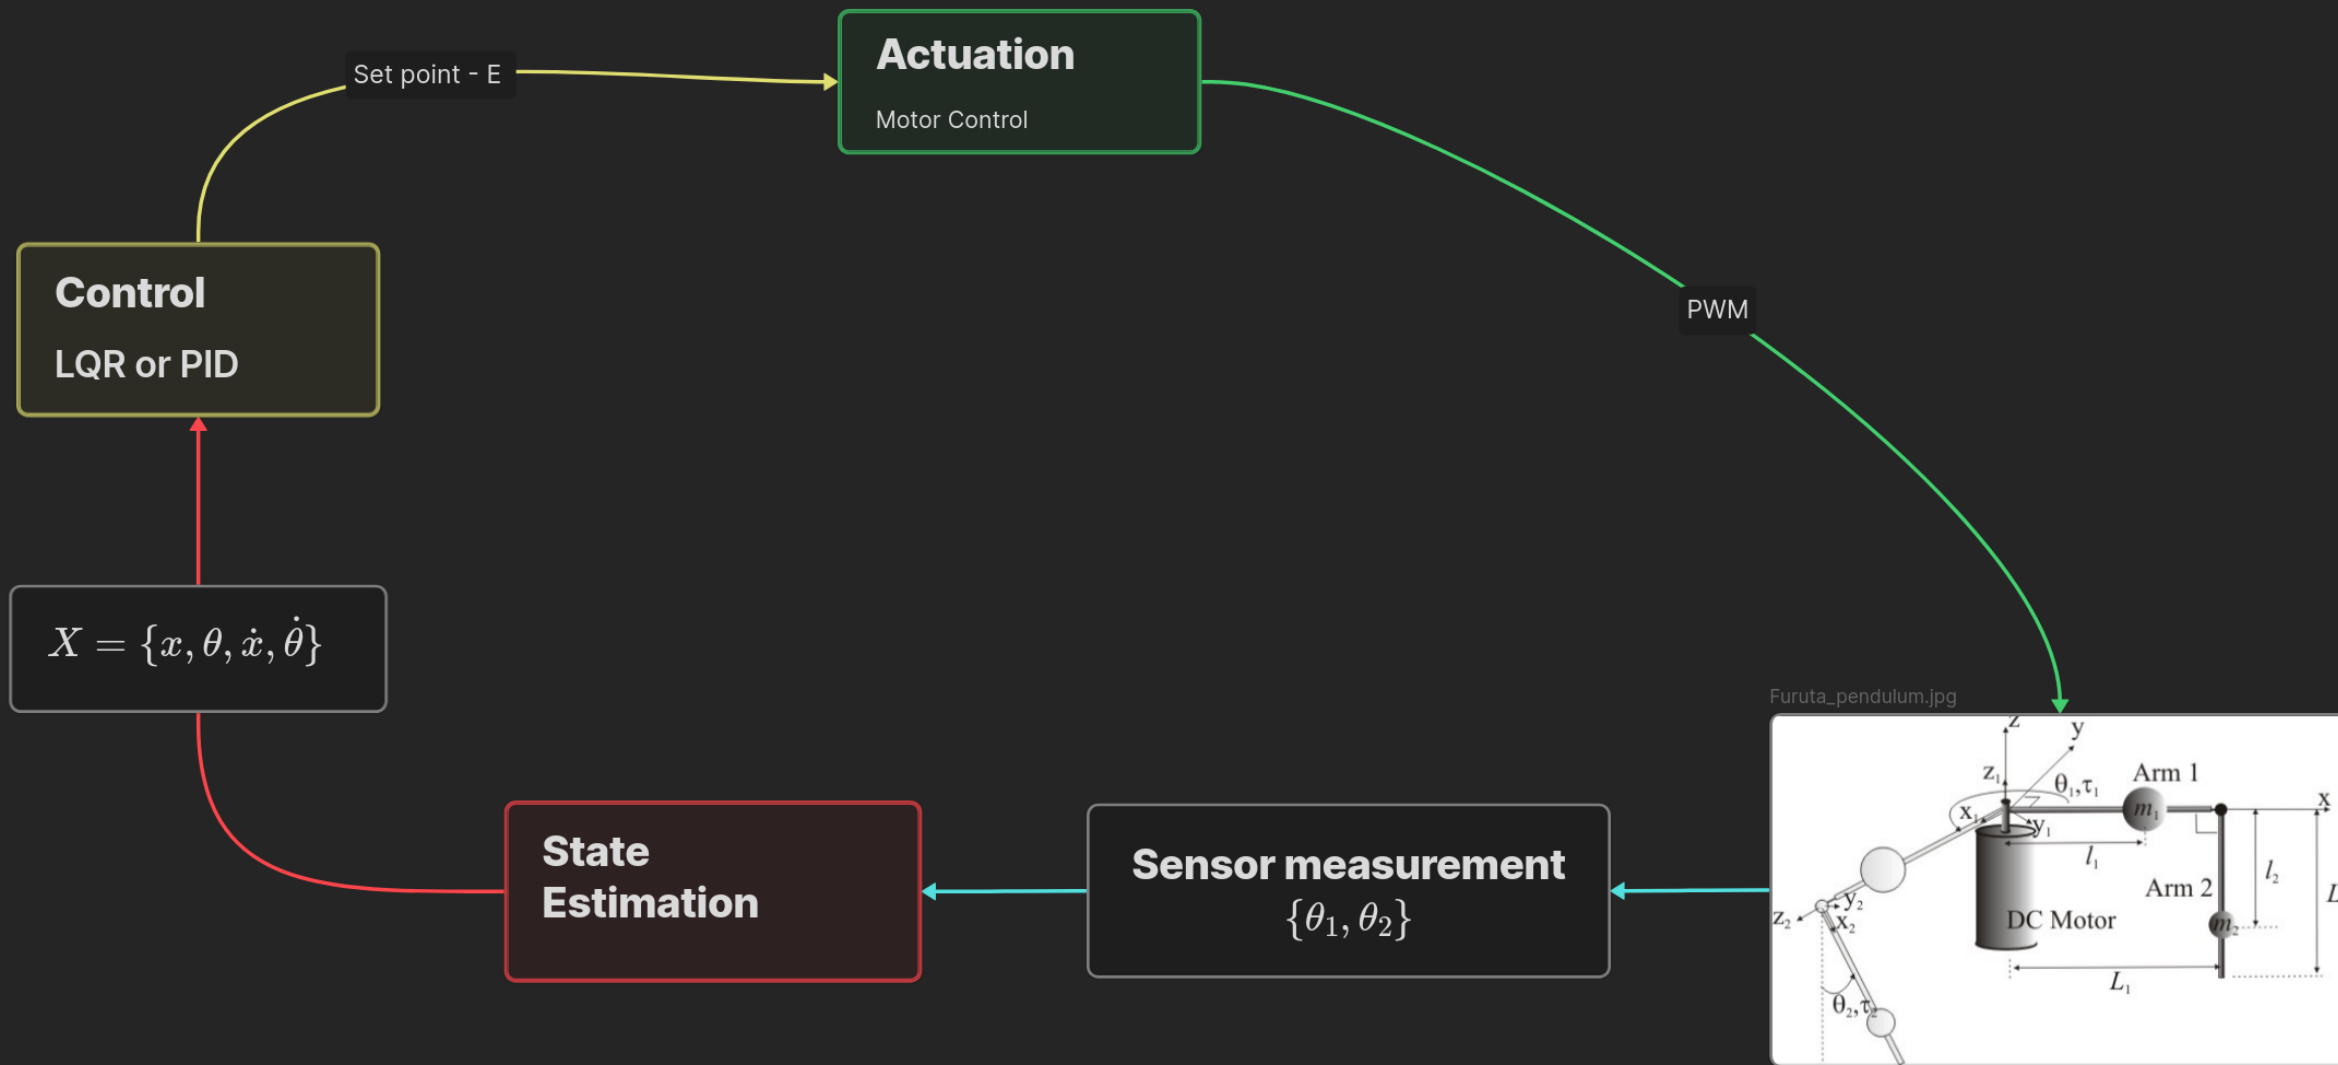 Set point - E
Actuation
Motor Control
PWM
Control
LQR or PID
X = {x, θ, ẋ, θ̇}
State
Estimation
Sensor measurement
{θ₁, θ₂}
Furuta_pendulum.jpg
z
y
z₁
θ₁,τ₁
Arm 1
x
x₁
y₁
m₁
l₁
l₂
L
Arm 2
z₂
y₂
x₂
DC Motor
m₂
L₁
θ₂,τ₂